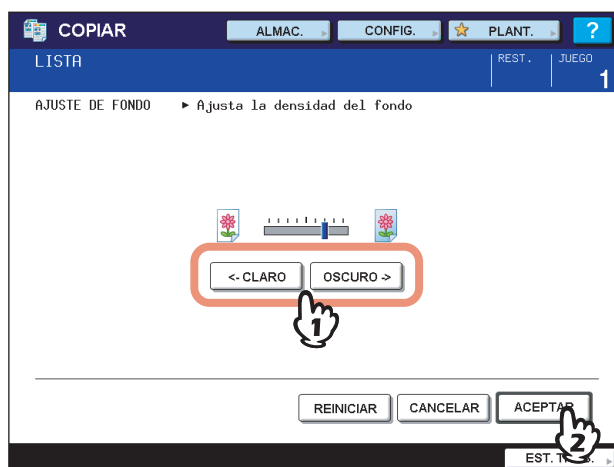 COPIAR ALMAC. CONFIG. PLANT. ?
LISTA REST. JUEGO
1
AJUSTE DE FONDO ► Ajusta la densidad del fondo
<- CLARO OSCURO ->
1
REINICIAR CANCELAR ACEPTAR
2
EST.